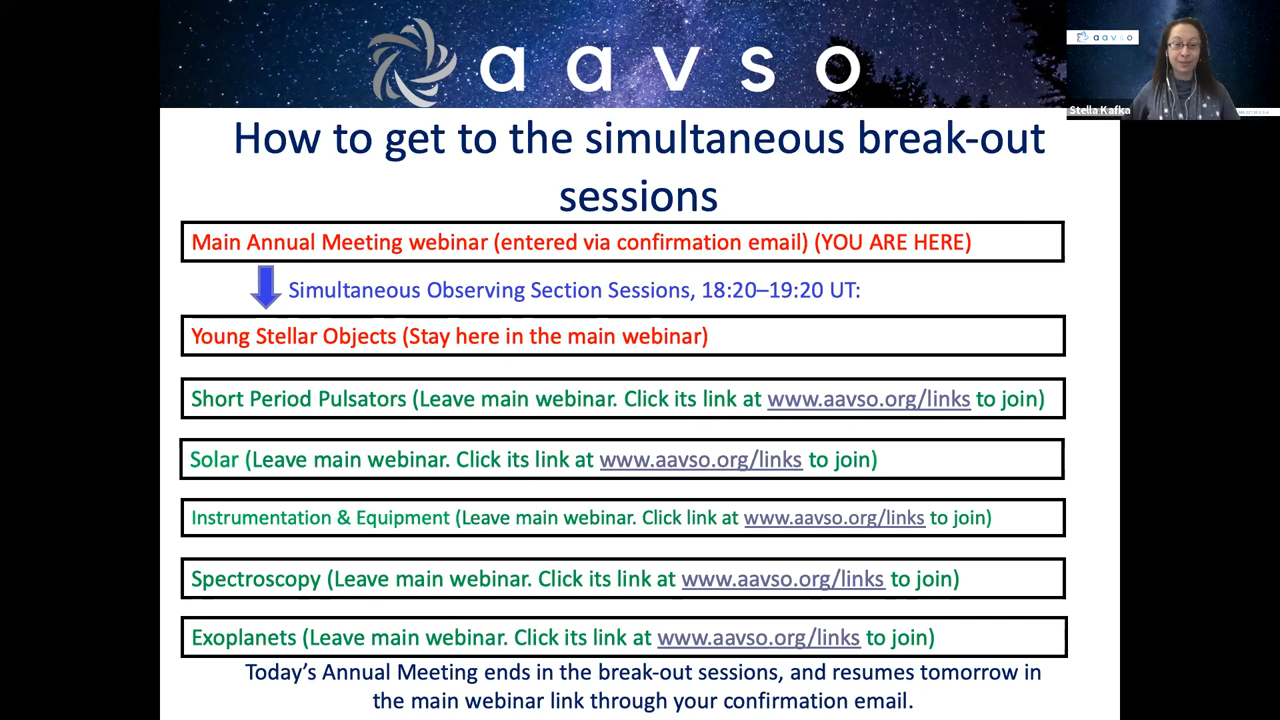 aavso
aavso
Stella Kafka
How to get to the simultaneous break-out
sessions
Main Annual Meeting webinar (entered via confirmation email) (YOU ARE HERE)
Simultaneous Observing Section Sessions, 18:20–19:20 UT:
Young Stellar Objects (Stay here in the main webinar)
Short Period Pulsators (Leave main webinar. Click its link at www.aavso.org/links to join)
Solar (Leave main webinar. Click its link at www.aavso.org/links to join)
Instrumentation & Equipment (Leave main webinar. Click link at www.aavso.org/links to join)
Spectroscopy (Leave main webinar. Click its link at www.aavso.org/links to join)
Exoplanets (Leave main webinar. Click its link at www.aavso.org/links to join)
Today’s Annual Meeting ends in the break-out sessions, and resumes tomorrow in
the main webinar link through your confirmation email.